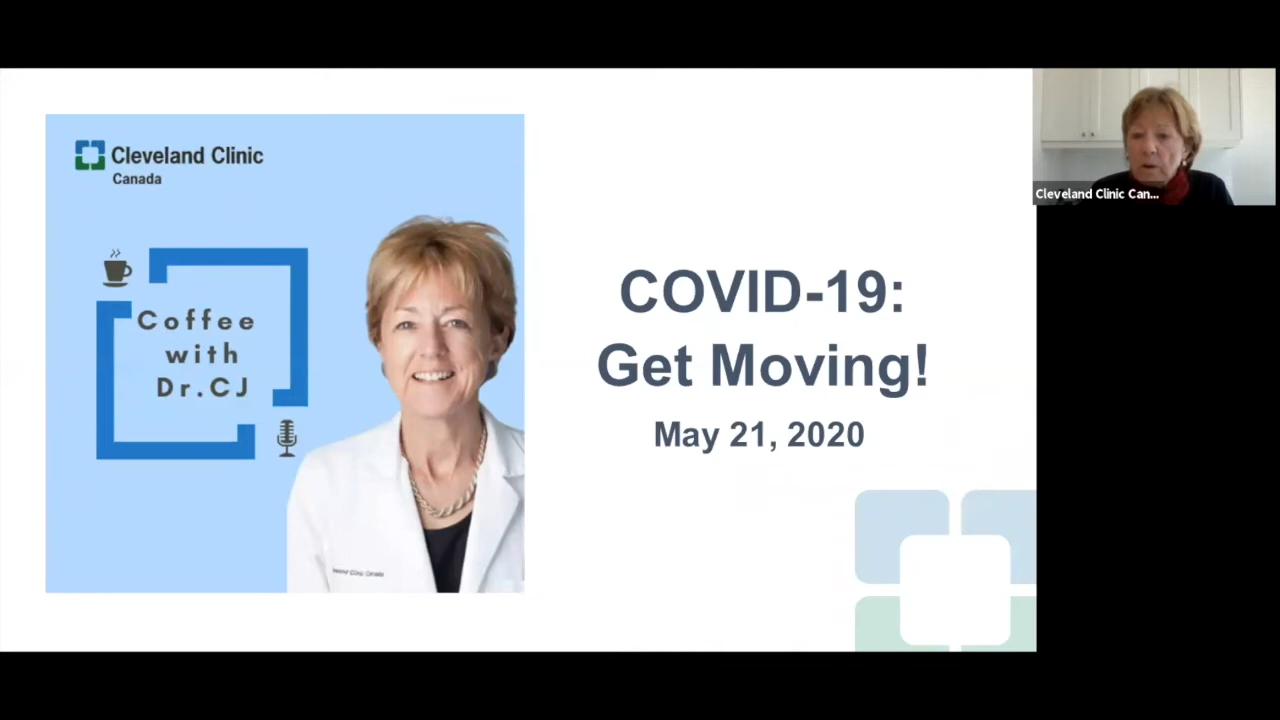 Cleveland Clinic
Canada
Coffee
with
Dr.CJ
COVID-19:
Get Moving!
May 21, 2020
Cleveland Clinic Can...